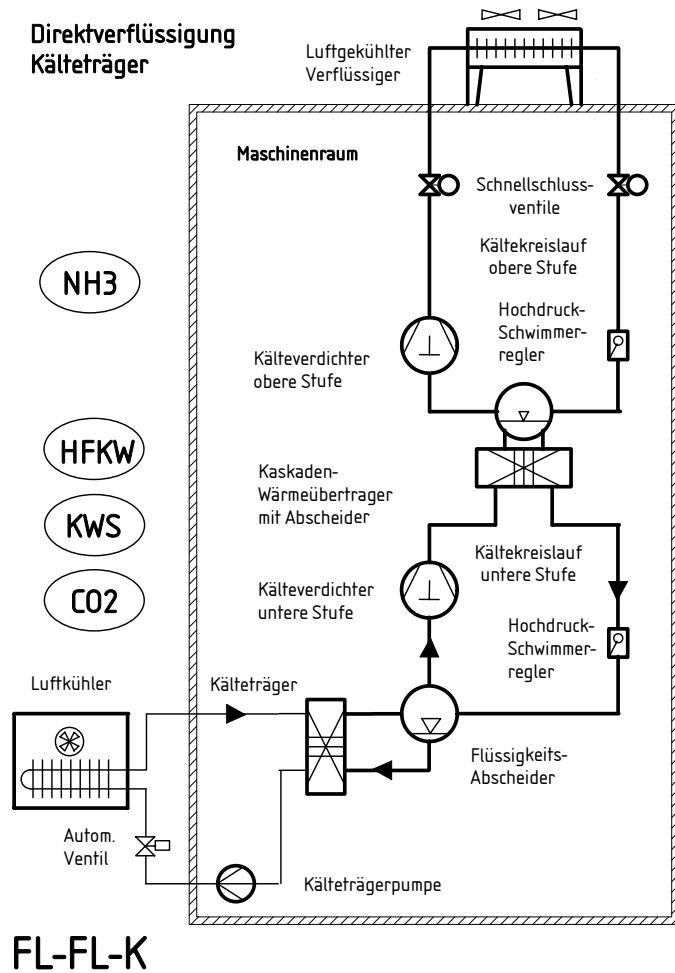 Direktverflüssigung
Kälteträger
Luftgekühlter
Verflüssiger
Maschinenraum
Schnellschluss-
ventile
Kältekreislauf
obere Stufe
NH3
Hochdruck-
Schwimmer-
regler
Kälteverdichter
obere Stufe
HFKW
Kaskaden-
Wärmeübertrager
mit Abscheider
KWS
Kältekreislauf
untere Stufe
CO2
Kälteverdichter
untere Stufe
Hochdruck-
Schwimmer-
regler
Luftkühler
Kälteträger
Flüssigkeits-
Abscheider
Autom.
Ventil
Kälteträgerpumpe
FL-FL-K